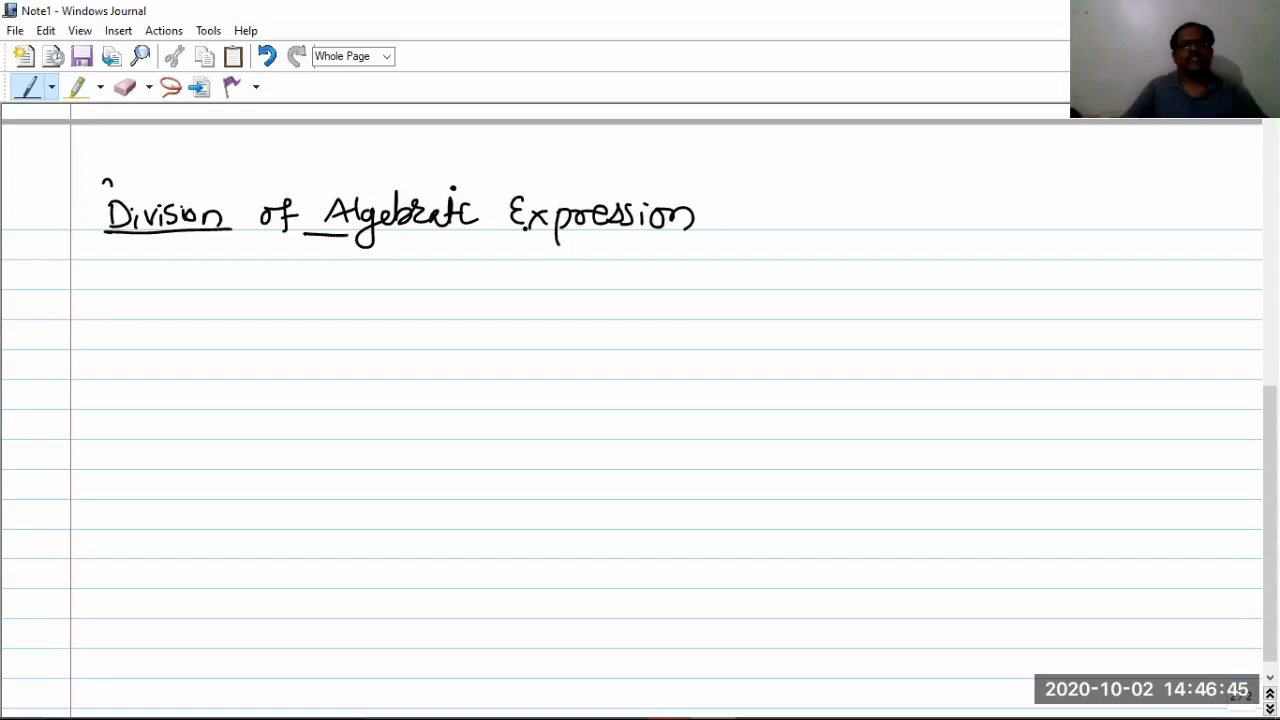 Note1 - Windows Journal
File Edit View Insert Actions Tools Help
Whole Page
Division of Algebraic Expression
2020-10-02 14:46:45